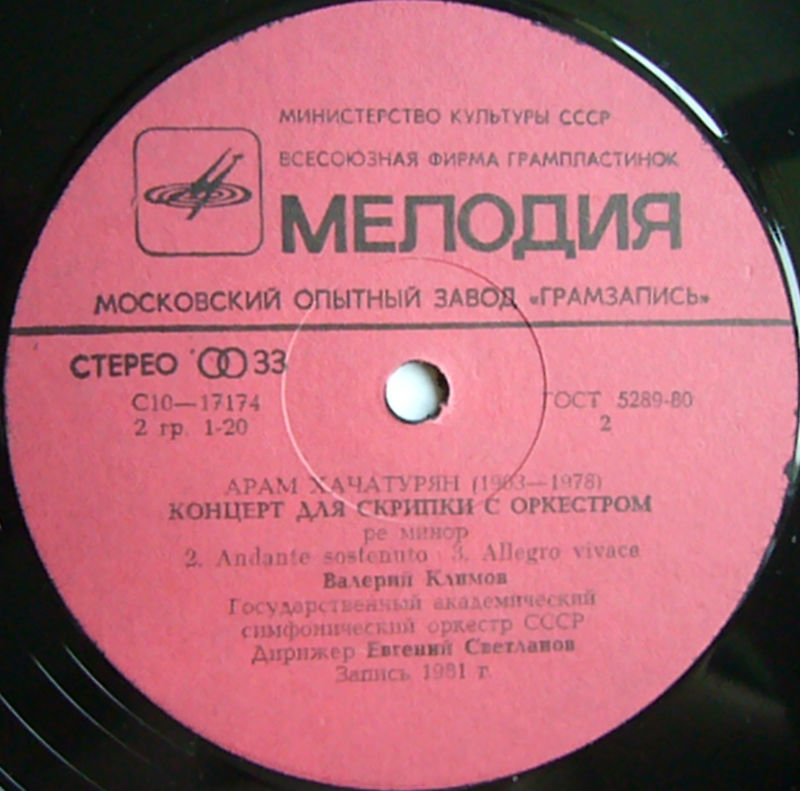 МИНИСТЕРСТВО КУЛЬТУРЫ СССР
ВСЕСОЮЗНАЯ ФИРМА ГРАМПЛАСТИНОК
МЕЛОДИЯ
МОСКОВСКИЙ ОПЫТНЫЙ ЗАВОД «ГРАМЗАПИСЬ»
СТЕРЕО 33
С10—17174
ГОСТ 5289-80
2 гр. 1-20
2
АРАМ ХАЧАТУРЯН (1903—1978)
КОНЦЕРТ ДЛЯ СКРИПКИ С ОРКЕСТРОМ
ре минор
2. Andante sostenuto 3. Allegro vivace
Валерий Климов
Государственный академический
симфонический оркестр СССР
Дирижер Евгений Светланов
Запись 1981 г.